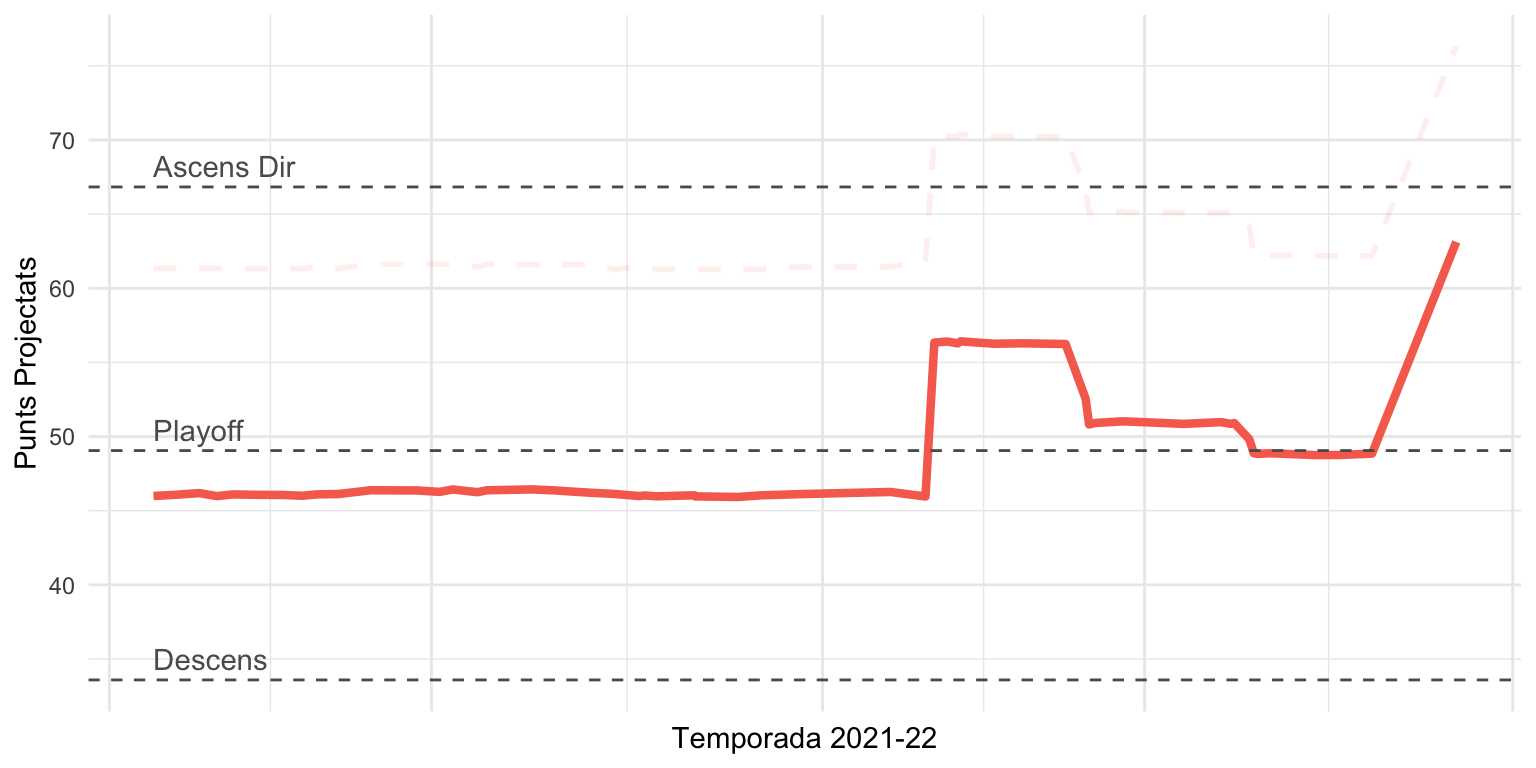 70
Ascens Dir
60
Playoff
50
40
Descens
Punts Projectats
Temporada 2021-22